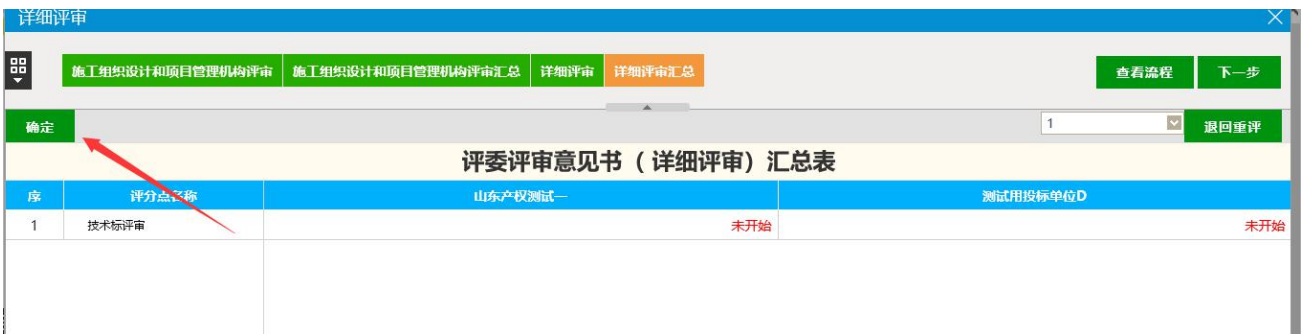 详细评审
施工组织设计和项目管理机构评审 施工组织设计和项目管理机构评审汇总 详细评审 详细评审汇总 查看流程 下一步
确定 1 退回重评
评委评审意见书（详细评审）汇总表
序 评分点名称 山东产权测试一 测试用投标单位D
1 技术标评审 未开始 未开始